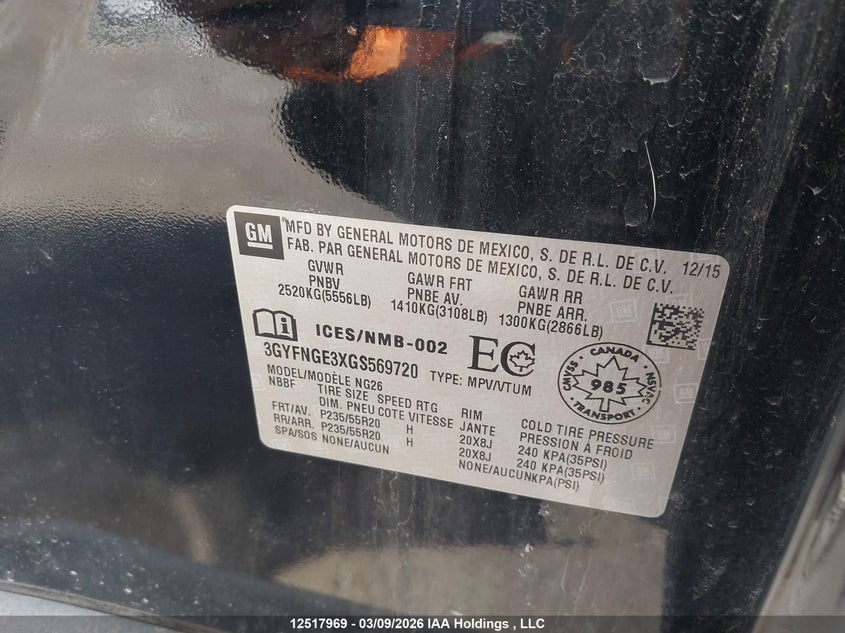 GM
MFD BY GENERAL MOTORS DE MEXICO, S. DE R.L. DE C.V. 12/15
FAB. PAR GENERAL MOTORS DE MEXICO, S. DE R.L. DE C.V.
GVWR GAWR FRT GAWR RR
PNBV PNBE AV. PNBE ARR.
2520KG(5556LB) 1410KG(3108LB) 1300KG(2866LB)
ICES/NMB-002 EC
3GYFNGE3XGS569720 TYPE: MPV/VTUM
CANADA
CMVSS 985 NSVAC
TRANSPORT
MODEL/MODÈLE NG26
NBBF TIRE SIZE SPEED RTG RIM COLD TIRE PRESSURE
DIM. PNEU COTE VITESSE JANTE PRESSION À FROID
FRT/AV. P235/55R20 H 20X8J 240 KPA(35PSI)
RR/ARR. P235/55R20 H 20X8J 240 KPA(35PSI)
SPA/SOS NONE/AUCUN NONE/AUCUNKPA(PSI)
12517969 - 03/09/2026 IAA Holdings , LLC